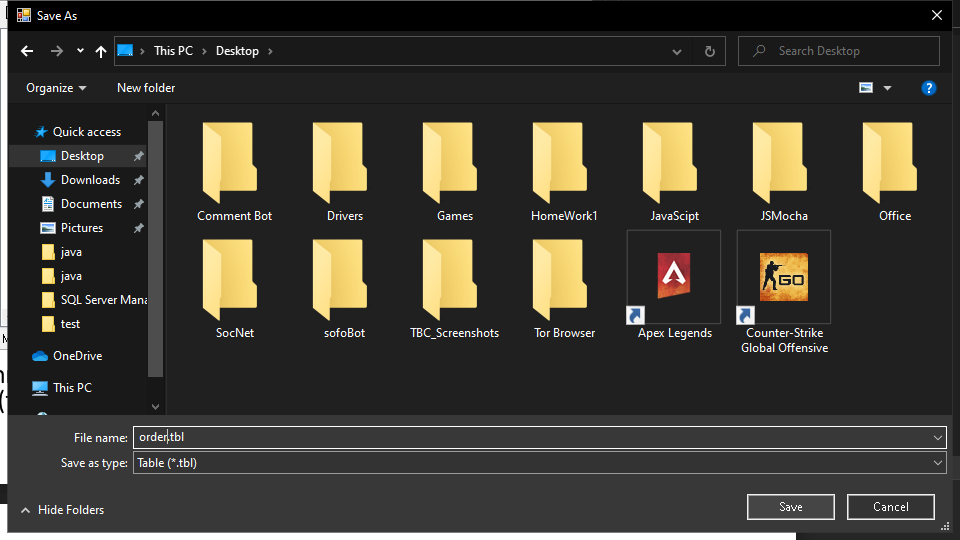 Save As
This PC
Desktop
Search Desktop
Organize
New folder
?
Quick access
Desktop
Downloads
Documents
Pictures
java
java
SQL Server Mana
test
OneDrive
This PC
Comment Bot
Drivers
Games
HomeWork1
JavaScipt
JSMocha
Office
SocNet
sofoBot
TBC_Screenshots
Tor Browser
Apex Legends
GO
Counter-Strike
Global Offensive
File name:
order.tbl
Save as type:
Table (*.tbl)
Hide Folders
Save
Cancel